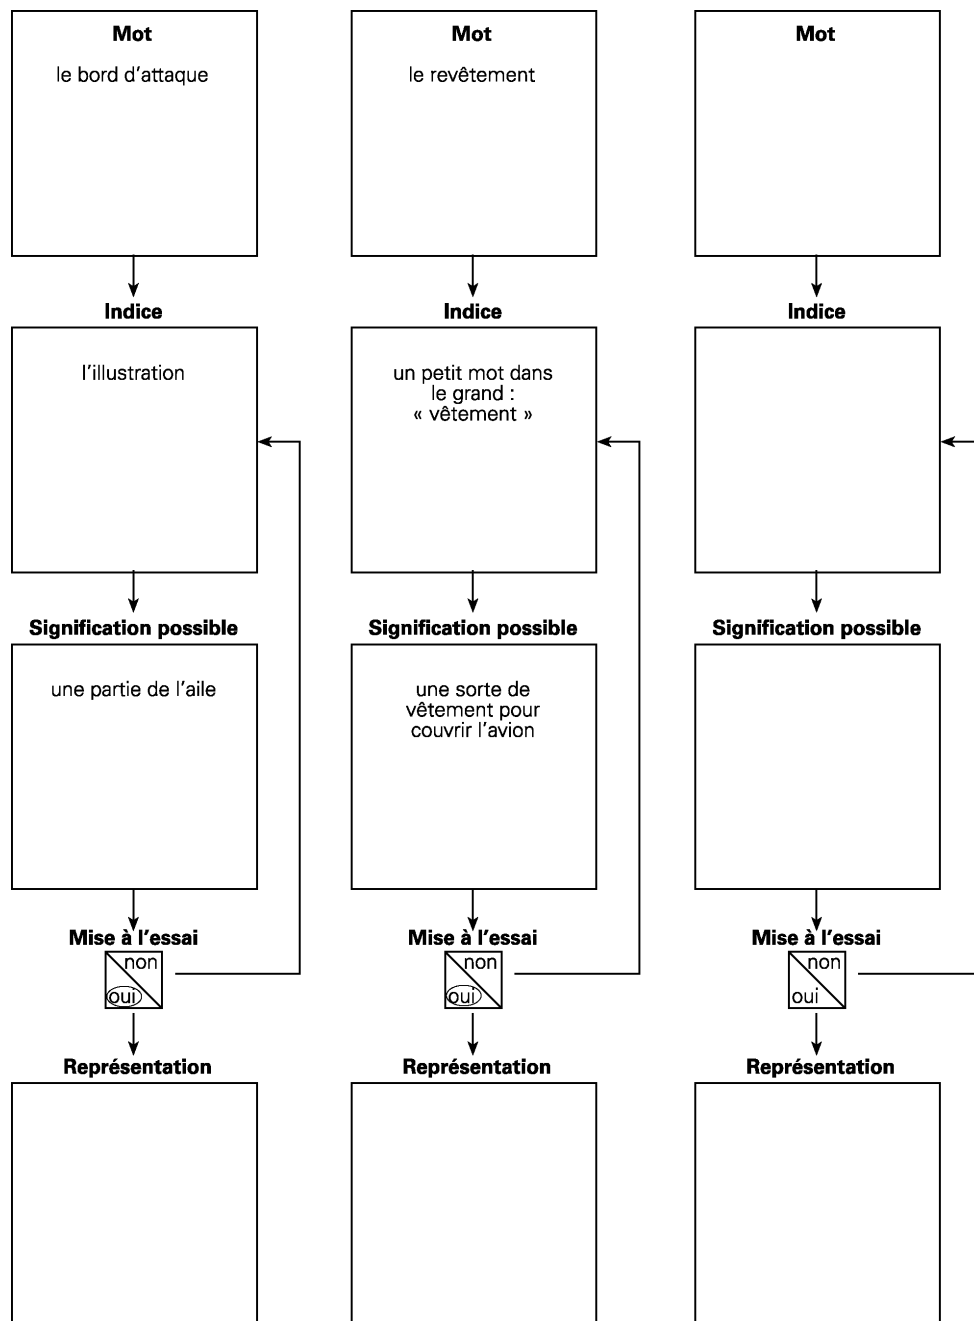 Mot
le bord d'attaque
Indice
l'illustration
Signification possible
une partie de l'aile
Mise à l'essai
non
oui
Représentation
Mot
le revêtement
Indice
un petit mot dans
le grand :
« vêtement »
Signification possible
une sorte de
vêtement pour
couvrir l'avion
Mise à l'essai
non
oui
Représentation
Mot
Indice
Signification possible
Mise à l'essai
non
oui
Représentation